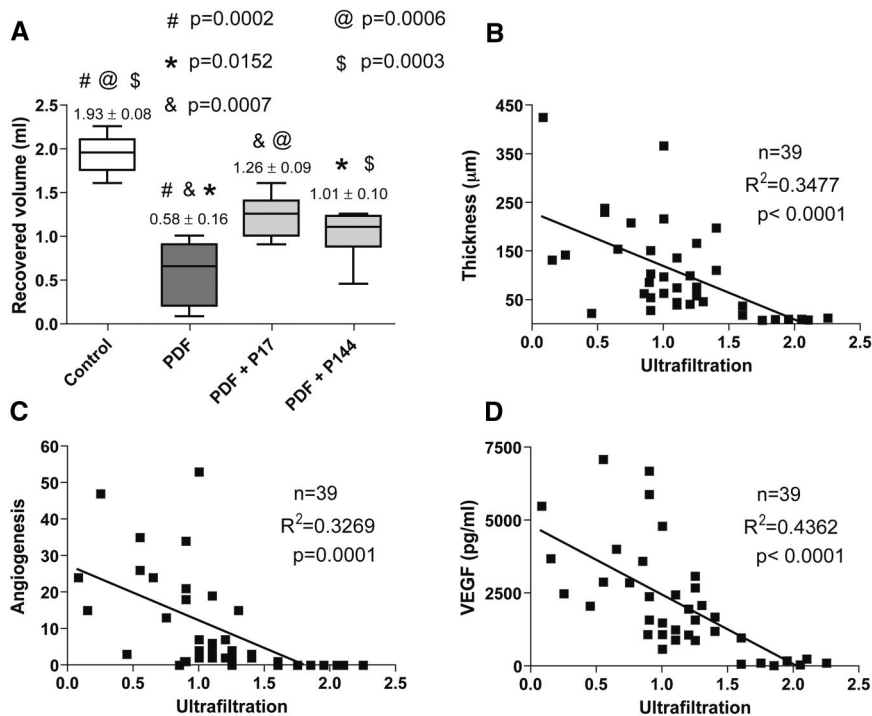 A
# p=0.0002
@ p=0.0006
* p=0.0152
$ p=0.0003
& p=0.0007
# @ $
1.93 ± 0.08
# & *
0.58 ± 0.16
& @
1.26 ± 0.09
* $
1.01 ± 0.10
Recovered volume (ml)
2.5
2.0
1.5
1.0
0.5
0.0
Control
PDF
PDF + P17
PDF + P144
B
Thickness (μm)
450
350
250
150
50
n=39
R²=0.3477
p< 0.0001
0.0 0.5 1.0 1.5 2.0 2.5
Ultrafiltration
C
Angiogenesis
60
50
40
30
20
10
0
n=39
R²=0.3269
p=0.0001
0.0 0.5 1.0 1.5 2.0 2.5
Ultrafiltration
D
VEGF (pg/ml)
7500
5000
2500
0
n=39
R²=0.4362
p< 0.0001
0.0 0.5 1.0 1.5 2.0 2.5
Ultrafiltration